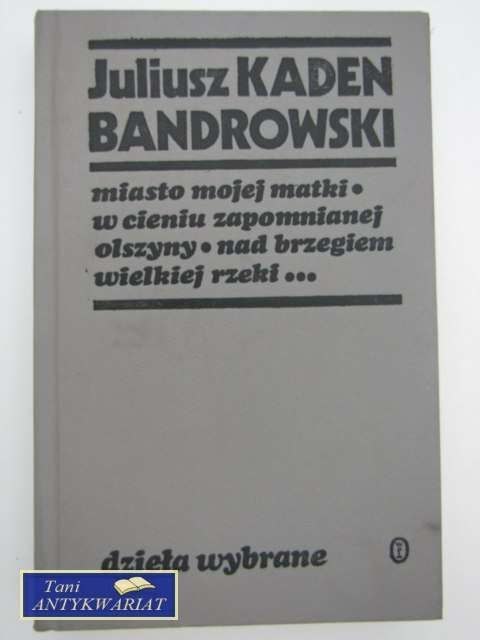 Juliusz KADEN
BANDROWSKI
miasto mojej matki •
w cieniu zapomnianej
olszyny • nad brzegiem
wielkiej rzeki ...
dzieła wybrane
Tani
ANTYKWARIAT